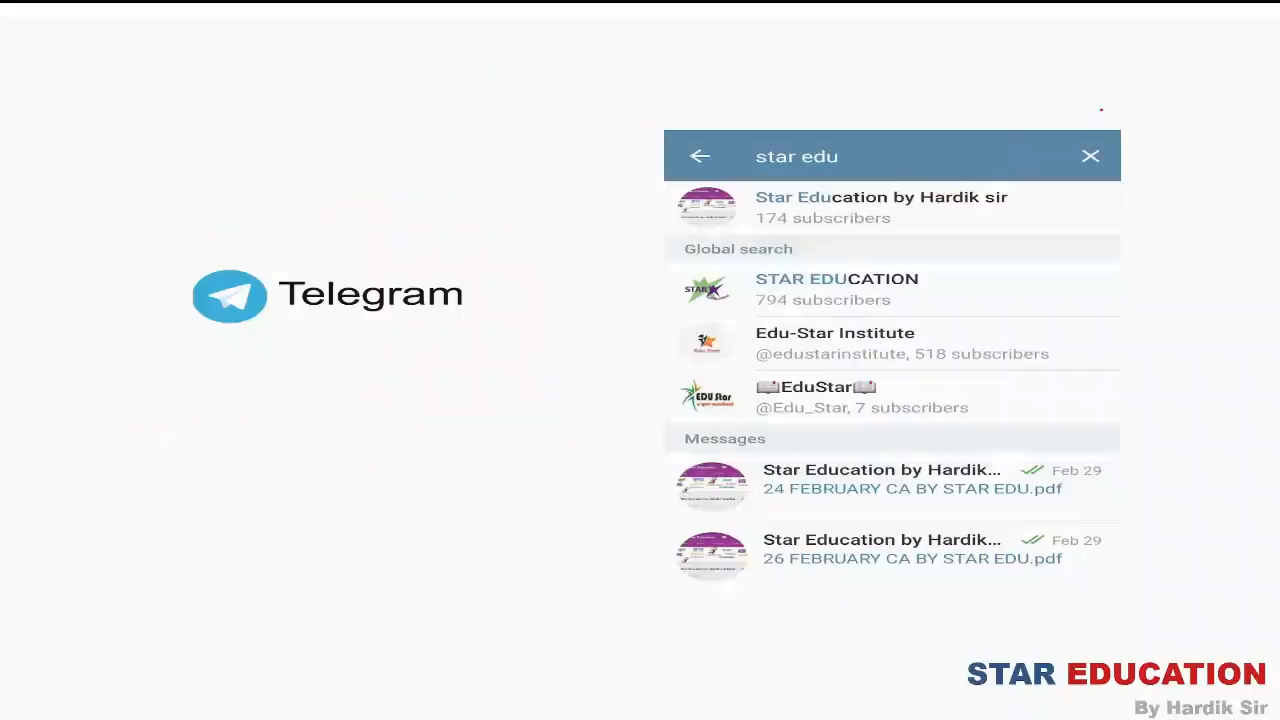 Telegram
star edu
Star Education by Hardik sir
174 subscribers
Global search
STAR EDUCATION
794 subscribers
Edu-Star Institute
@edustarinstitute, 518 subscribers
📖EduStar📖
@Edu_Star, 7 subscribers
Messages
Star Education by Hardik... Feb 29
24 FEBRUARY CA BY STAR EDU.pdf
Star Education by Hardik... Feb 29
26 FEBRUARY CA BY STAR EDU.pdf
STAR
EDU Star
STAR EDUCATION
By Hardik Sir